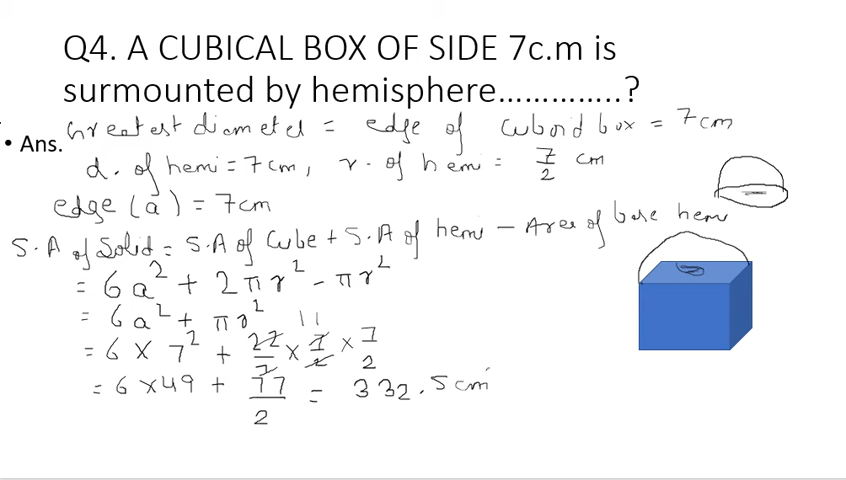 Q4. A CUBICAL BOX OF SIDE 7c.m is
surmounted by hemisphere…………..?
• Ans. Greatest diameter = edge of cuboid box = 7cm
d. of hemi = 7cm, r. of hemi = 7/2 cm
edge (a) = 7cm
S.A of Solid = S.A of Cube + S.A of hemi − Area of base hemi
= 6a² + 2πr² − πr²
= 6a² + πr²
= 6 × 7² + 22/7 × 7/2 × 7/2 11
= 6 × 49 + 77/2 = 332.5 cm